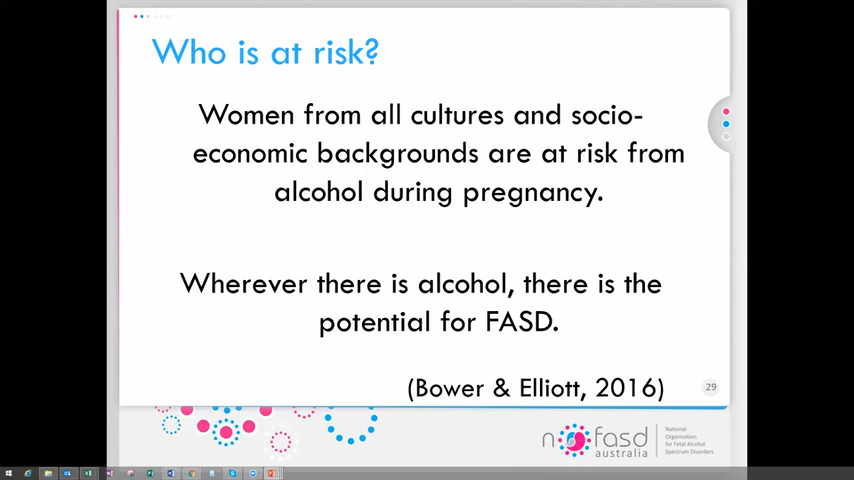 Who is at risk?
Women from all cultures and socio-
economic backgrounds are at risk from
alcohol during pregnancy.
Wherever there is alcohol, there is the
potential for FASD.
(Bower & Elliott, 2016)
29
nofasd
australia
National
Organisation
for Fetal Alcohol
Spectrum Disorders